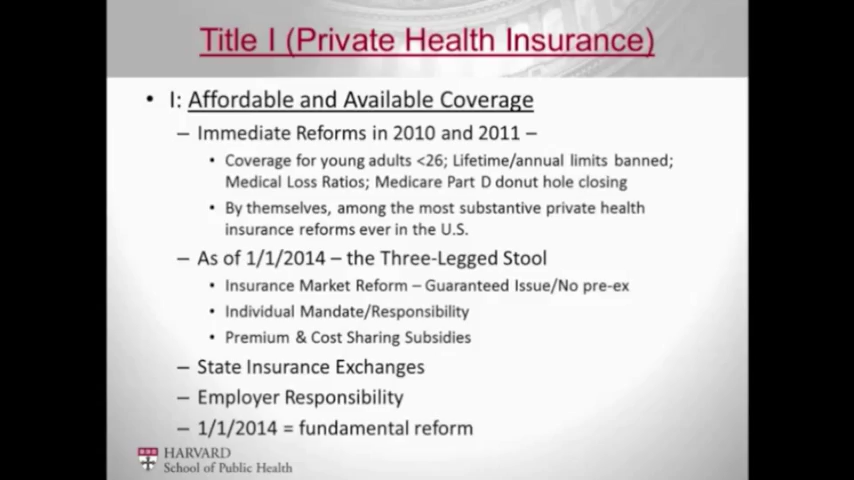 Title I (Private Health Insurance)
• I: Affordable and Available Coverage
– Immediate Reforms in 2010 and 2011 –
• Coverage for young adults <26; Lifetime/annual limits banned;
Medical Loss Ratios; Medicare Part D donut hole closing
• By themselves, among the most substantive private health
insurance reforms ever in the U.S.
– As of 1/1/2014 – the Three-Legged Stool
• Insurance Market Reform – Guaranteed Issue/No pre-ex
• Individual Mandate/Responsibility
• Premium & Cost Sharing Subsidies
– State Insurance Exchanges
– Employer Responsibility
– 1/1/2014 = fundamental reform
HARVARD
School of Public Health